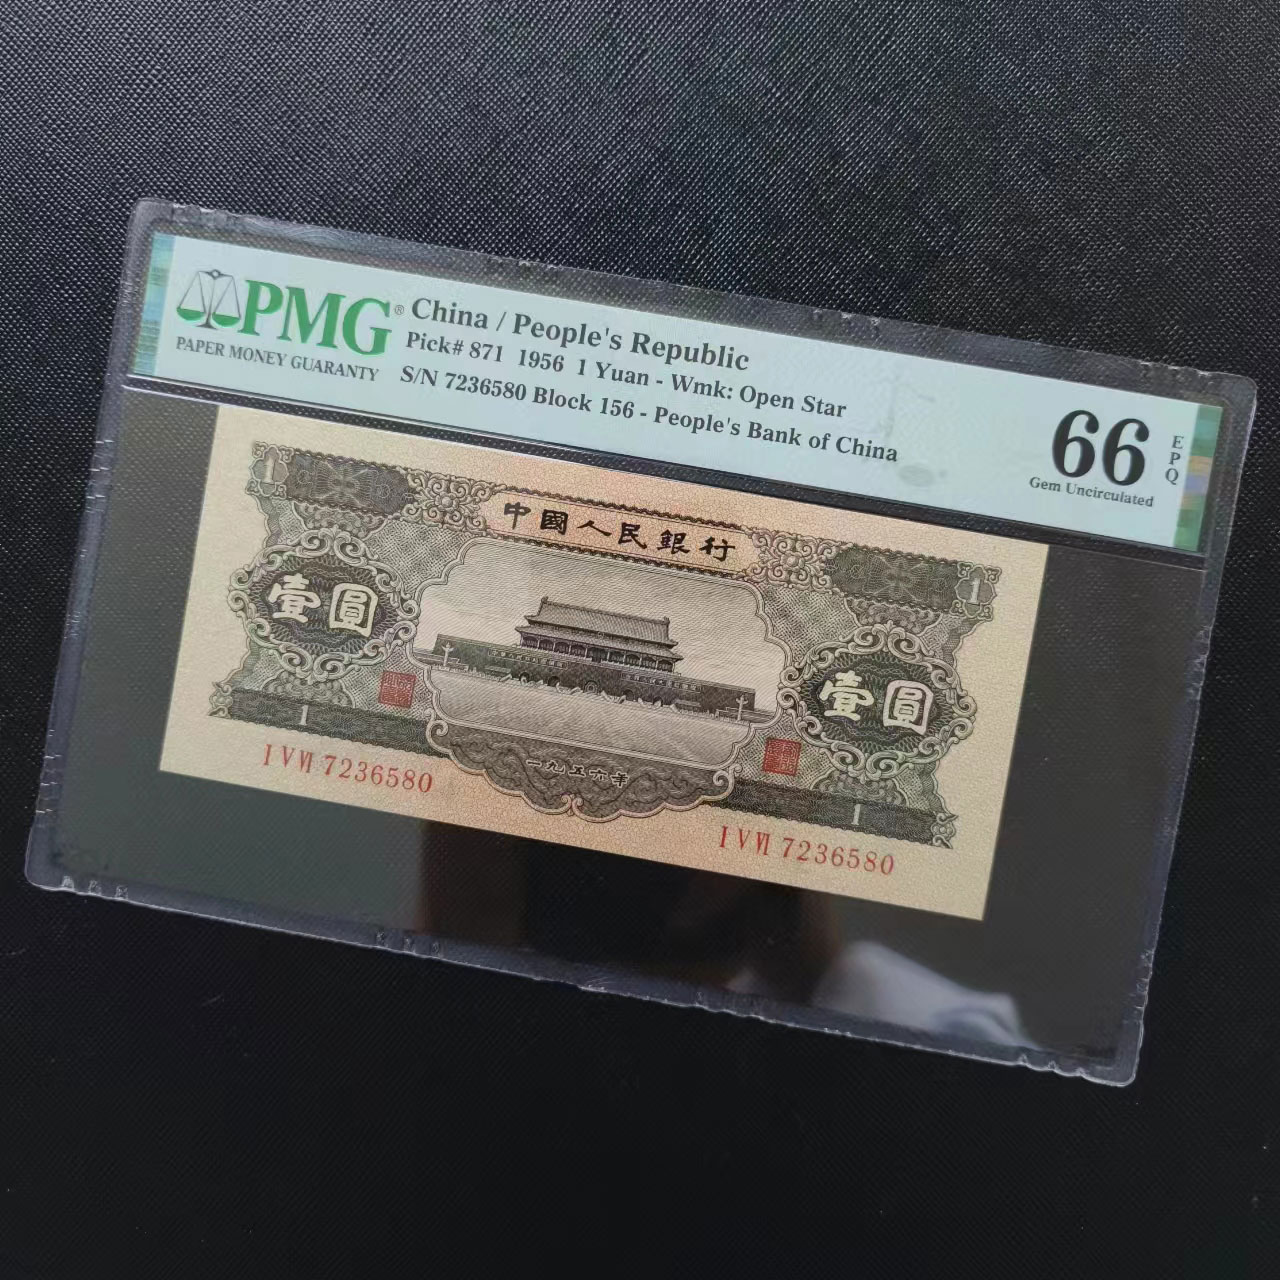 PMG®
PAPER MONEY GUARANTY
China / People's Republic
Pick# 871 1956 1 Yuan - Wmk: Open Star
S/N 7236580 Block 156 - People's Bank of China
66
EPQ
Gem Uncirculated
中國人民銀行
1
1
壹圓
壹圓
1
1
一九五六年
I V VI 7236580
I V VI 7236580